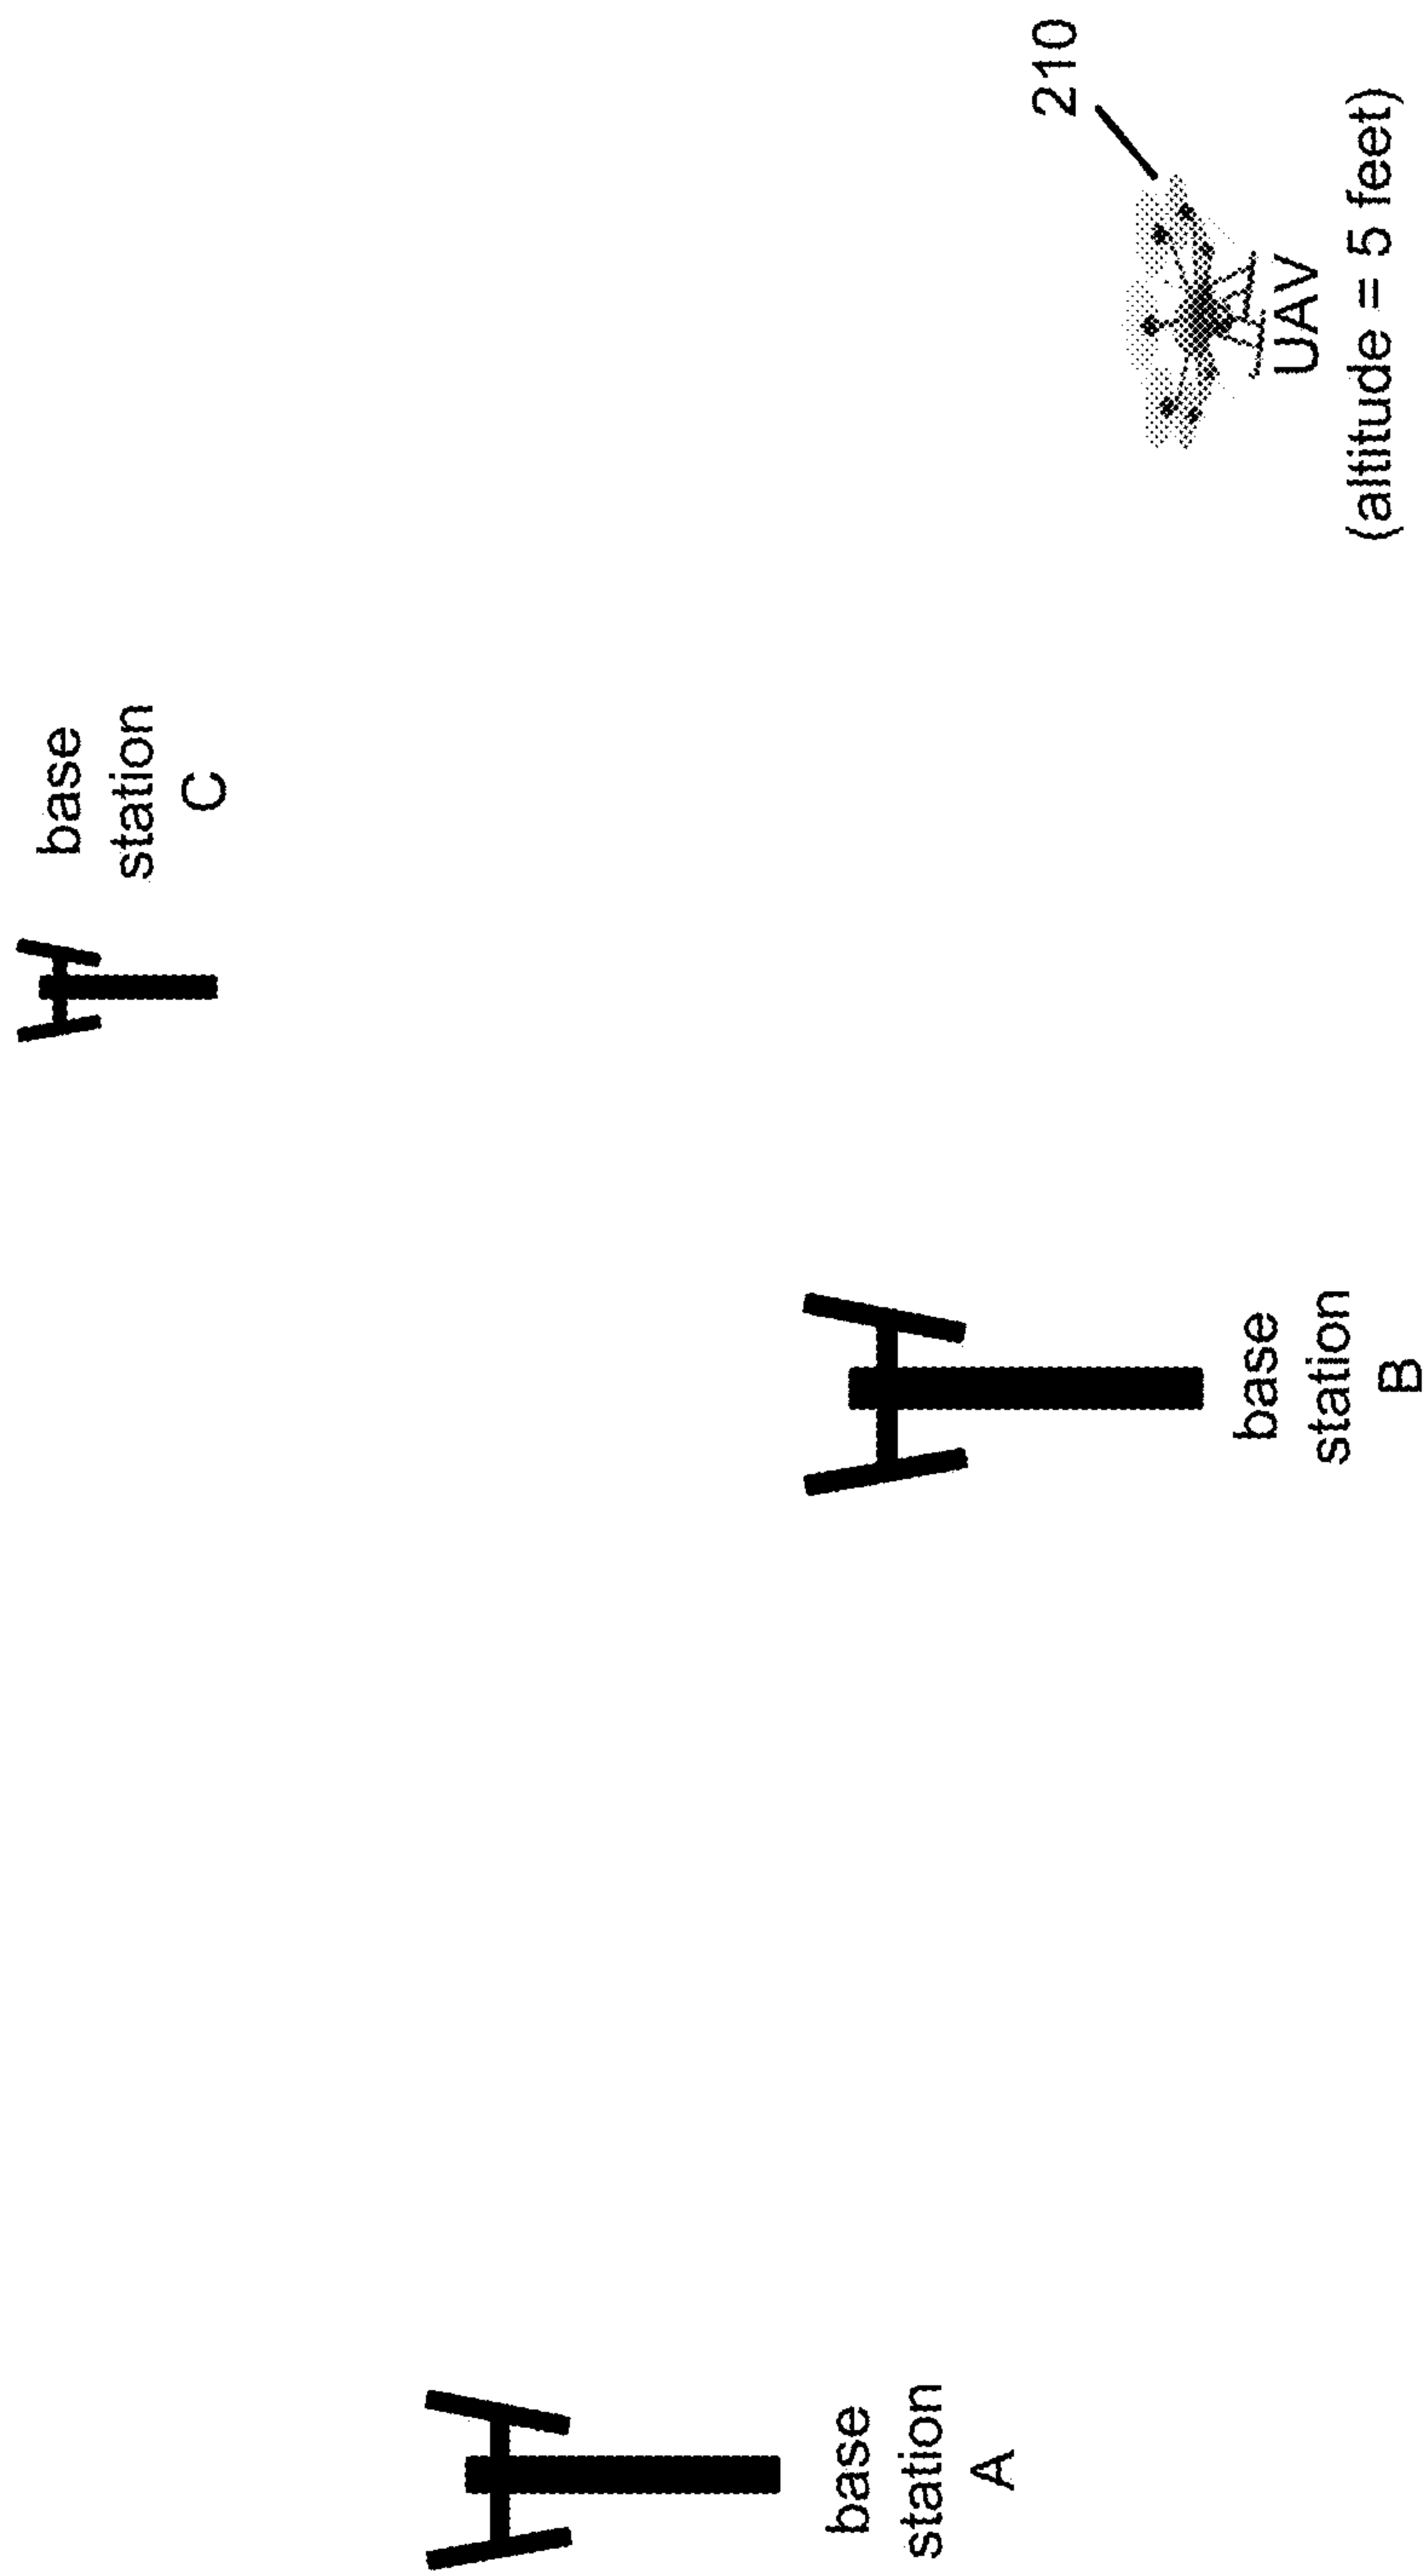 base
station
C
210
base
station
A
UAV
(altitude = 5 feet)
base
station
B